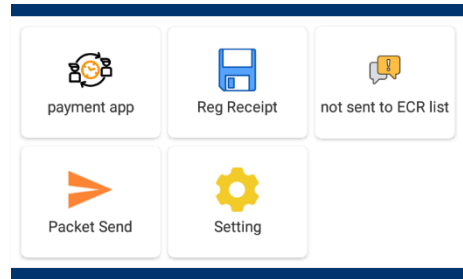 payment app
Reg Receipt
not sent to ECR list
Packet Send
Setting